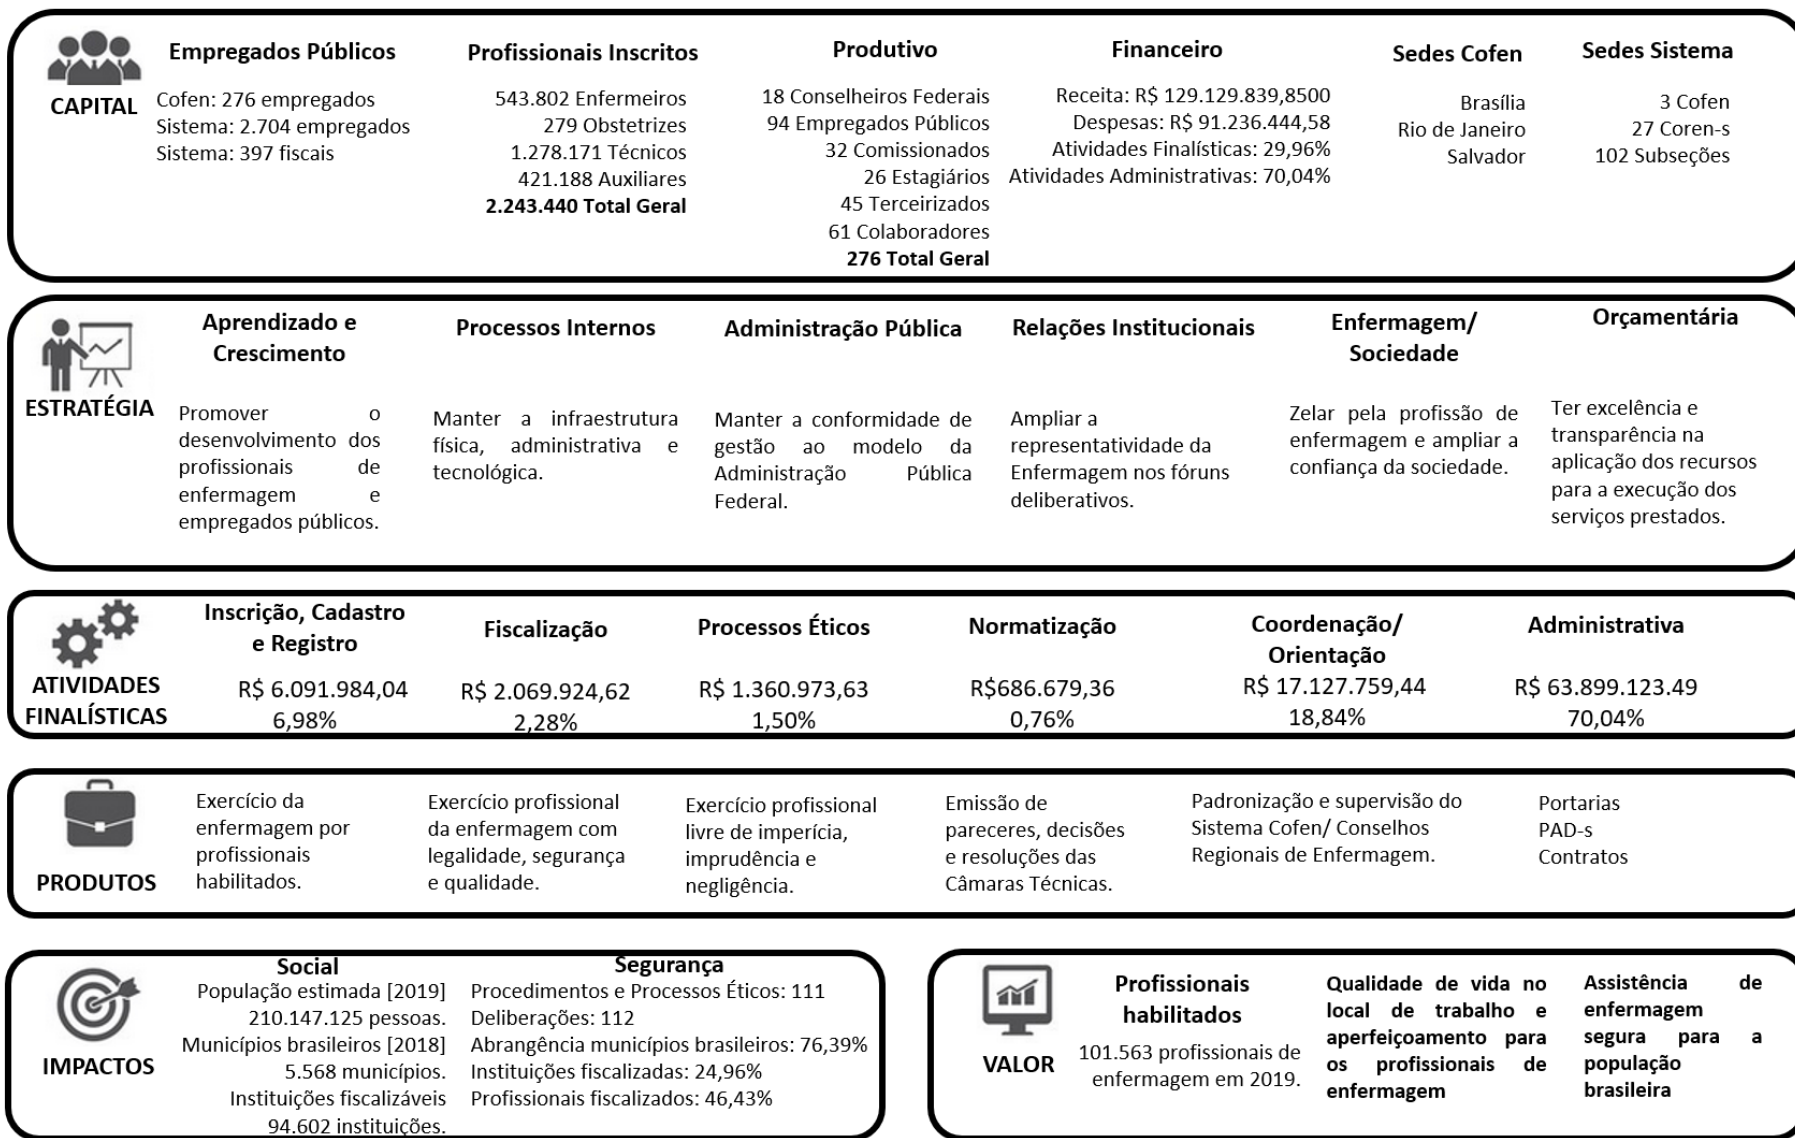 CAPITAL
Empregados Públicos
Cofen: 276 empregados
Sistema: 2.704 empregados
Sistema: 397 fiscais
Profissionais Inscritos
543.802 Enfermeiros
279 Obstetrizes
1.278.171 Técnicos
421.188 Auxiliares
2.243.440 Total Geral
Produtivo
18 Conselheiros Federais
94 Empregados Públicos
32 Comissionados
26 Estagiários
45 Terceirizados
61 Colaboradores
276 Total Geral
Financeiro
Receita: R$ 129.129.839,8500
Despesas: R$ 91.236.444,58
Atividades Finalísticas: 29,96%
Atividades Administrativas: 70,04%
Sedes Cofen
Brasília
Rio de Janeiro
Salvador
Sedes Sistema
3 Cofen
27 Coren-s
102 Subseções
ESTRATÉGIA
Aprendizado e
Crescimento
Promover o
desenvolvimento dos
profissionais de
enfermagem e
empregados públicos.
Processos Internos
Manter a infraestrutura
física, administrativa e
tecnológica.
Administração Pública
Manter a conformidade de
gestão ao modelo da
Administração Pública
Federal.
Relações Institucionais
Ampliar a
representatividade da
Enfermagem nos fóruns
deliberativos.
Enfermagem/
Sociedade
Zelar pela profissão de
enfermagem e ampliar a
confiança da sociedade.
Orçamentária
Ter excelência e
transparência na
aplicação dos recursos
para a execução dos
serviços prestados.
ATIVIDADES
FINALÍSTICAS
Inscrição, Cadastro
e Registro
R$ 6.091.984,04
6,98%
Fiscalização
R$ 2.069.924,62
2,28%
Processos Éticos
R$ 1.360.973,63
1,50%
Normatização
R$686.679,36
0,76%
Coordenação/
Orientação
R$ 17.127.759,44
18,84%
Administrativa
R$ 63.899.123.49
70,04%
PRODUTOS
Exercício da
enfermagem por
profissionais
habilitados.
Exercício profissional
da enfermagem com
legalidade, segurança
e qualidade.
Exercício profissional
livre de imperícia,
imprudência e
negligência.
Emissão de
pareceres, decisões
e resoluções das
Câmaras Técnicas.
Padronização e supervisão do
Sistema Cofen/ Conselhos
Regionais de Enfermagem.
Portarias
PAD-s
Contratos
IMPACTOS
Social
População estimada [2019]
210.147.125 pessoas.
Municípios brasileiros [2018]
5.568 municípios.
Instituições fiscalizáveis
94.602 instituições.
Segurança
Procedimentos e Processos Éticos: 111
Deliberações: 112
Abrangência municípios brasileiros: 76,39%
Instituições fiscalizadas: 24,96%
Profissionais fiscalizados: 46,43%
VALOR
Profissionais
habilitados
101.563 profissionais de
enfermagem em 2019.
Qualidade de vida no
local de trabalho e
aperfeiçoamento para
os profissionais de
enfermagem
Assistência de
enfermagem
segura para a
população
brasileira